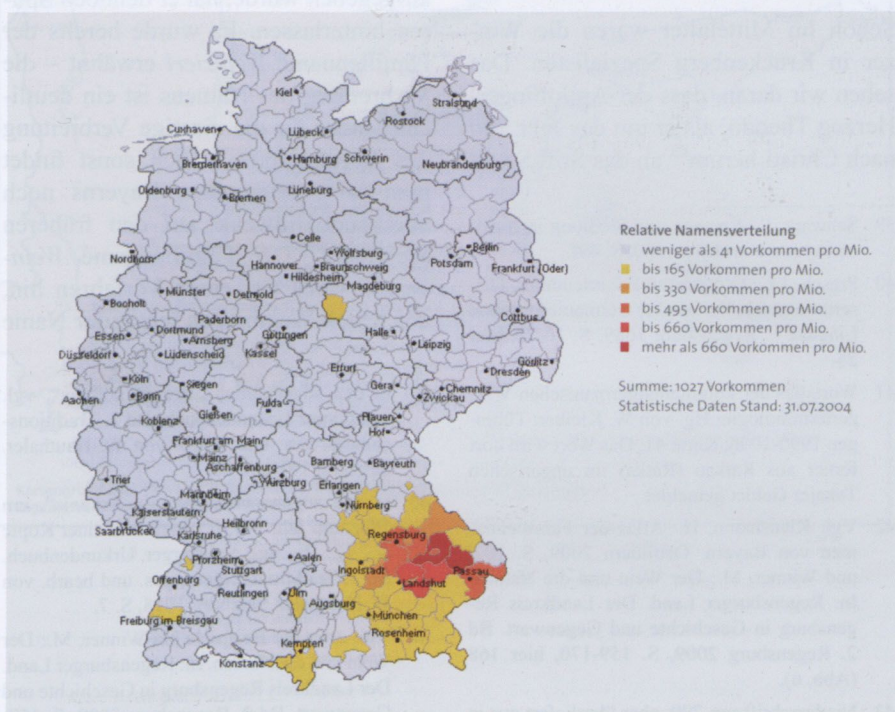 Kiel
Stralsund
Rostock
Cuxhaven
Lübeck
Bremerhaven
Hamburg
Schwerin
Neubrandenburg
Oldenburg
Bremen
Lüneburg
Celle
Nordhorn
Wolfsburg
Berlin
Hannover
Braunschweig
Potsdam
Frankfurt (Oder)
Hildesheim
Magdeburg
Bocholt
Münster
Detmold
Paderborn
Cottbus
Essen
Dortmund
Göttingen
Halle
Arnsberg
Leipzig
Düsseldorf
Lüdenscheid
Kassel
Görlitz
Erfurt
Dresden
Köln
Siegen
Gera
Chemnitz
Aachen
Bonn
Zwickau
Gießen
Fulda
Plauen
Koblenz
Hof
Frankfurt am Main
Mainz
Aschaffenburg
Bamberg
Bayreuth
Trier
Würzburg
Erlangen
Mannheim
Nürnberg
Kaiserslautern
Saarbrücken
Heilbronn
Karlsruhe
Regensburg
Pforzheim
Aalen
Stuttgart
Ingolstadt
Passau
Offenburg
Reutlingen
Ulm
Landshut
Augsburg
München
Freiburg im Breisgau
Rosenheim
Kempten
Konstanz
Relative Namensverteilung
weniger als 41 Vorkommen pro Mio.
bis 165 Vorkommen pro Mio.
bis 330 Vorkommen pro Mio.
bis 495 Vorkommen pro Mio.
bis 660 Vorkommen pro Mio.
mehr als 660 Vorkommen pro Mio.
Summe: 1027 Vorkommen
Statistische Daten Stand: 31.07.2004